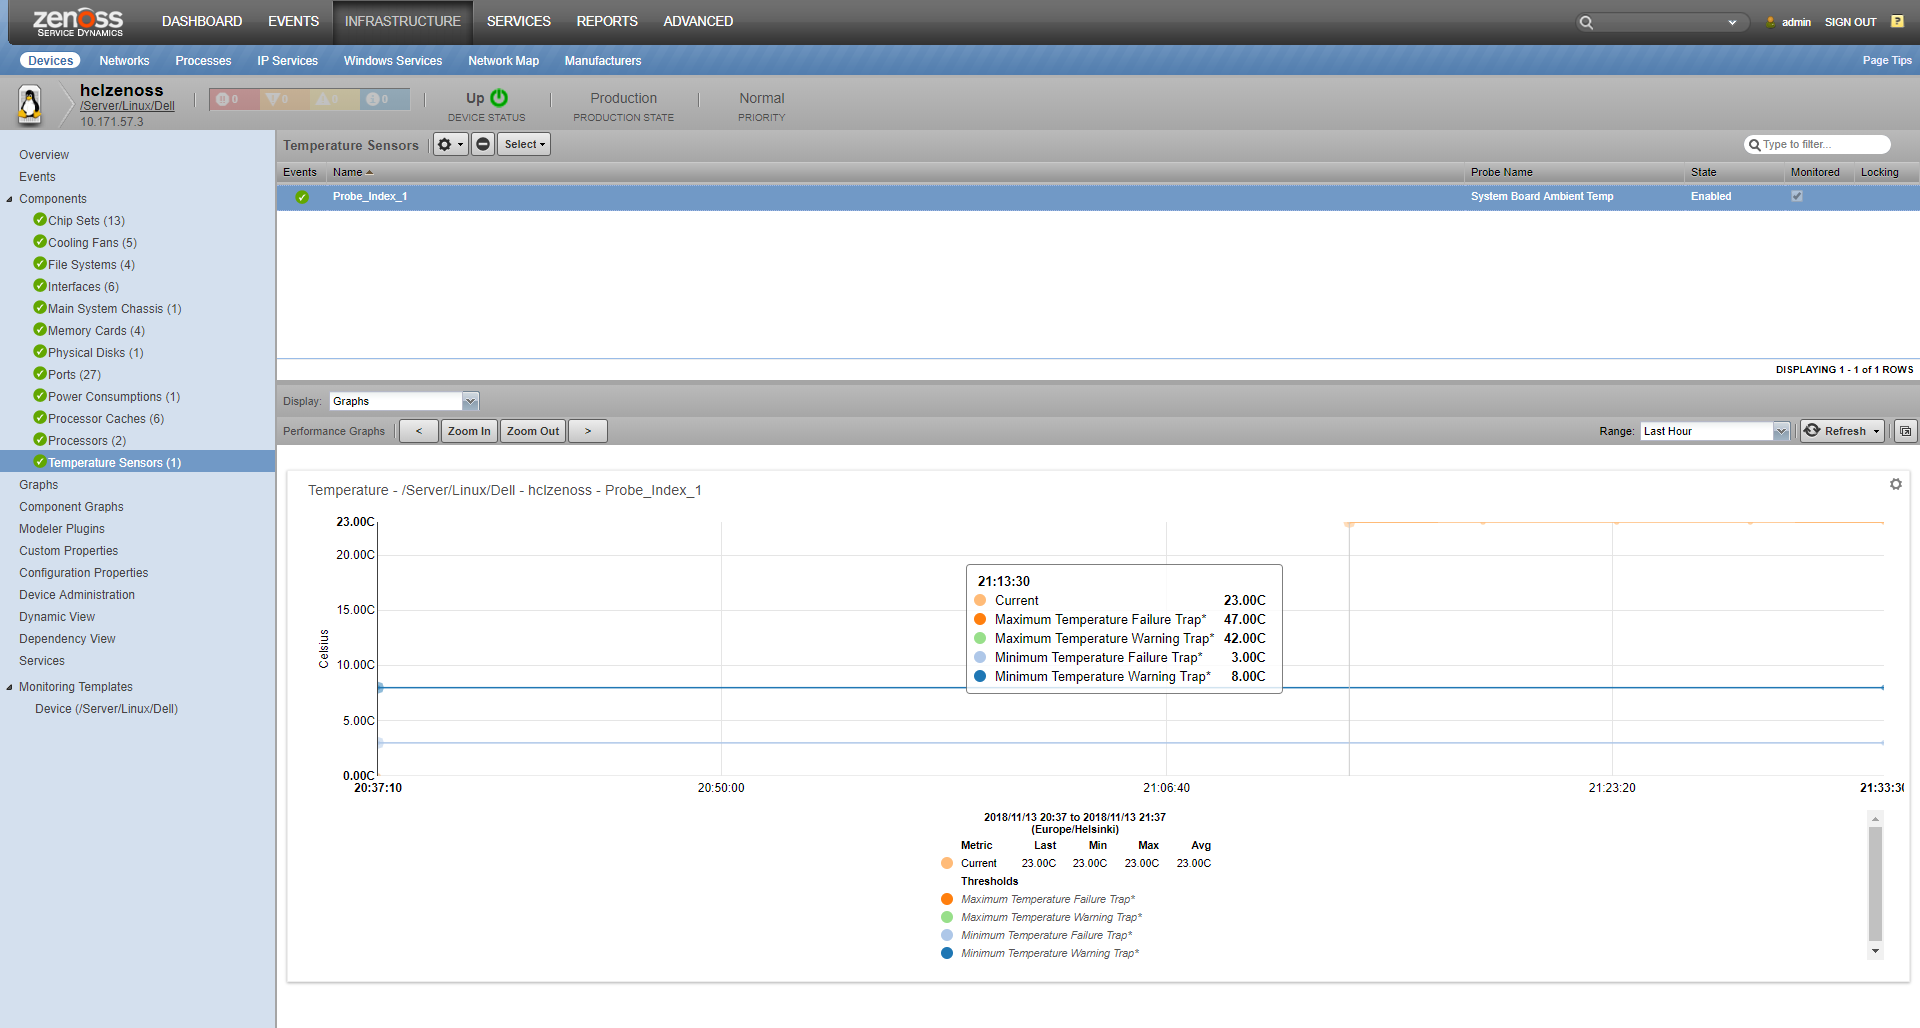 zenoss
SERVICE DYNAMICS
DASHBOARD EVENTS INFRASTRUCTURE SERVICES REPORTS ADVANCED
admin SIGN OUT ?
Devices Networks Processes IP Services Windows Services Network Map Manufacturers
Page Tips
hclzenoss
/Server/Linux/Dell
10.171.57.3
0 0 0 0
Up
DEVICE STATUS
Production
PRODUCTION STATE
Normal
PRIORITY
Overview
Events
Components
Chip Sets (13)
Cooling Fans (5)
File Systems (4)
Interfaces (6)
Main System Chassis (1)
Memory Cards (4)
Physical Disks (1)
Ports (27)
Power Consumptions (1)
Processor Caches (6)
Processors (2)
Temperature Sensors (1)
Graphs
Component Graphs
Modeler Plugins
Custom Properties
Configuration Properties
Device Administration
Dynamic View
Dependency View
Services
Monitoring Templates
Device (/Server/Linux/Dell)
Temperature Sensors
Select
Type to filter...
Events Name Probe Name State Monitored Locking
Probe_Index_1 System Board Ambient Temp Enabled
DISPLAYING 1 - 1 of 1 ROWS
Display: Graphs
Performance Graphs < Zoom In Zoom Out >
Range: Last Hour Refresh
Temperature - /Server/Linux/Dell - hclzenoss - Probe_Index_1
23.00C
20.00C
15.00C
10.00C
5.00C
0.00C
Celsius
21:13:30
Current 23.00C
Maximum Temperature Failure Trap* 47.00C
Maximum Temperature Warning Trap* 42.00C
Minimum Temperature Failure Trap* 3.00C
Minimum Temperature Warning Trap* 8.00C
20:37:10 20:50:00 21:06:40 21:23:20 21:33:30
2018/11/13 20:37 to 2018/11/13 21:37
(Europe/Helsinki)
Metric Last Min Max Avg
Current 23.00C 23.00C 23.00C 23.00C
Thresholds
Maximum Temperature Failure Trap*
Maximum Temperature Warning Trap*
Minimum Temperature Failure Trap*
Minimum Temperature Warning Trap*